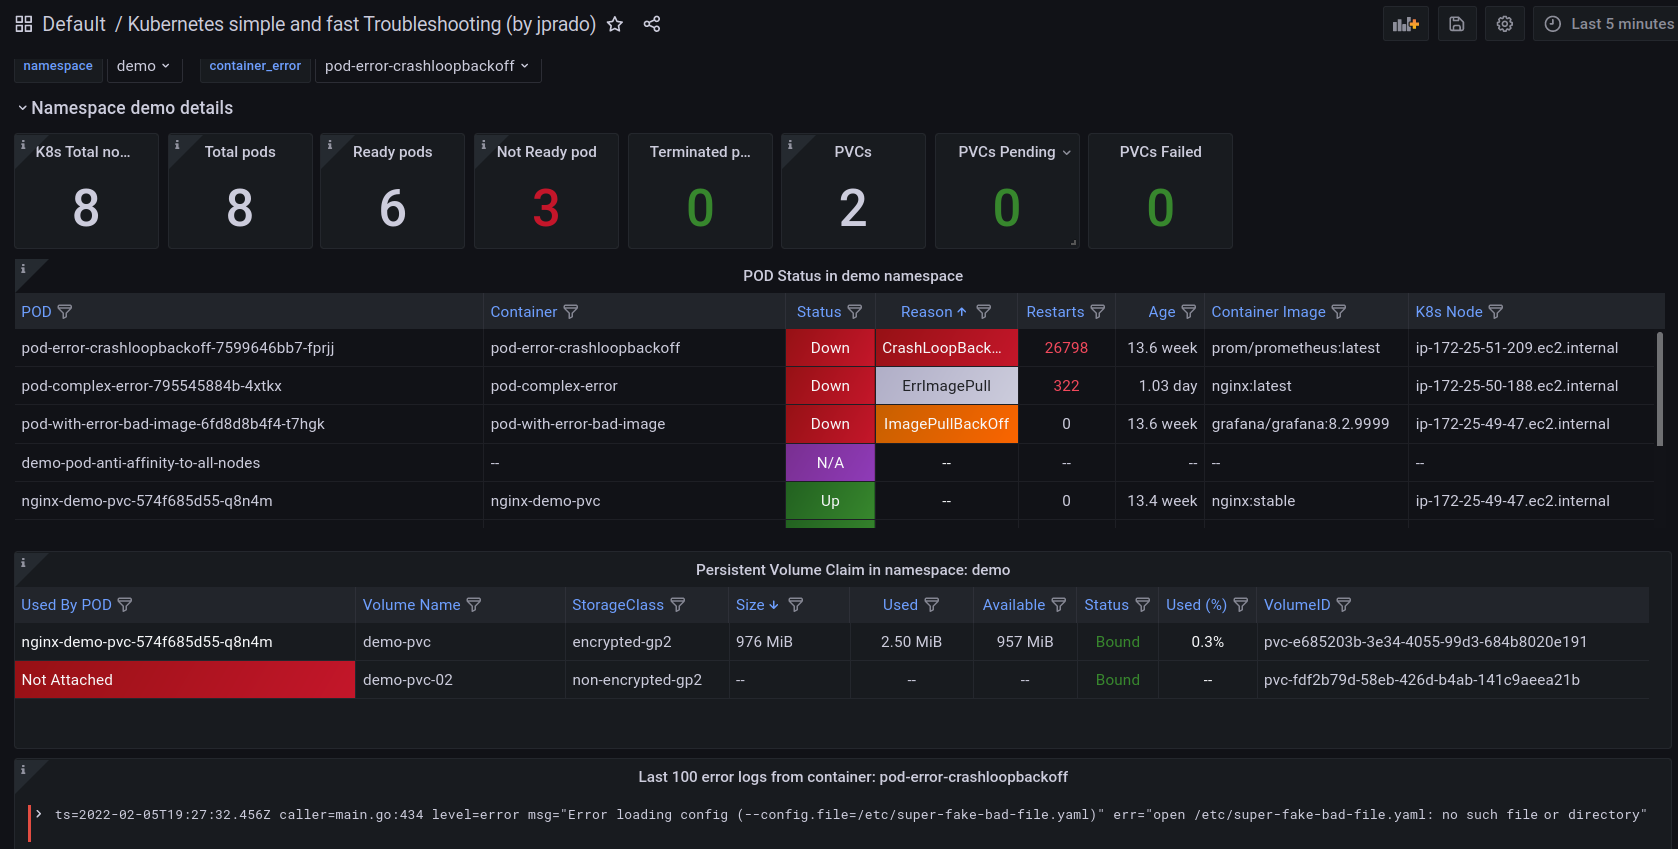 Default / Kubernetes simple and fast Troubleshooting (by jprado) Last 5 minutes
namespace demo container_error pod-error-crashloopbackoff
Namespace demo details
K8s Total no... Total pods Ready pods Not Ready pod Terminated p... PVCs PVCs Pending PVCs Failed
8 8 6 3 0 2 0 0
POD Status in demo namespace
POD Container Status Reason Restarts Age Container Image K8s Node
pod-error-crashloopbackoff-7599646bb7-fprjj pod-error-crashloopbackoff Down CrashLoopBack... 26798 13.6 week prom/prometheus:latest ip-172-25-51-209.ec2.internal
pod-complex-error-795545884b-4xtkx pod-complex-error Down ErrImagePull 322 1.03 day nginx:latest ip-172-25-50-188.ec2.internal
pod-with-error-bad-image-6fd8d8b4f4-t7hgk pod-with-error-bad-image Down ImagePullBackOff 0 13.6 week grafana/grafana:8.2.9999 ip-172-25-49-47.ec2.internal
demo-pod-anti-affinity-to-all-nodes -- N/A -- -- -- -- --
nginx-demo-pvc-574f685d55-q8n4m nginx-demo-pvc Up -- 0 13.4 week nginx:stable ip-172-25-49-47.ec2.internal
Persistent Volume Claim in namespace: demo
Used By POD Volume Name StorageClass Size Used Available Status Used (%) VolumeID
nginx-demo-pvc-574f685d55-q8n4m demo-pvc encrypted-gp2 976 MiB 2.50 MiB 957 MiB Bound 0.3% pvc-e685203b-3e34-4055-99d3-684b8020e191
Not Attached demo-pvc-02 non-encrypted-gp2 -- -- -- Bound -- pvc-fdf2b79d-58eb-426d-b4ab-141c9aeea21b
Last 100 error logs from container: pod-error-crashloopbackoff
ts=2022-02-05T19:27:32.456Z caller=main.go:434 level=error msg="Error loading config (--config.file=/etc/super-fake-bad-file.yaml)" err="open /etc/super-fake-bad-file.yaml: no such file or directory"